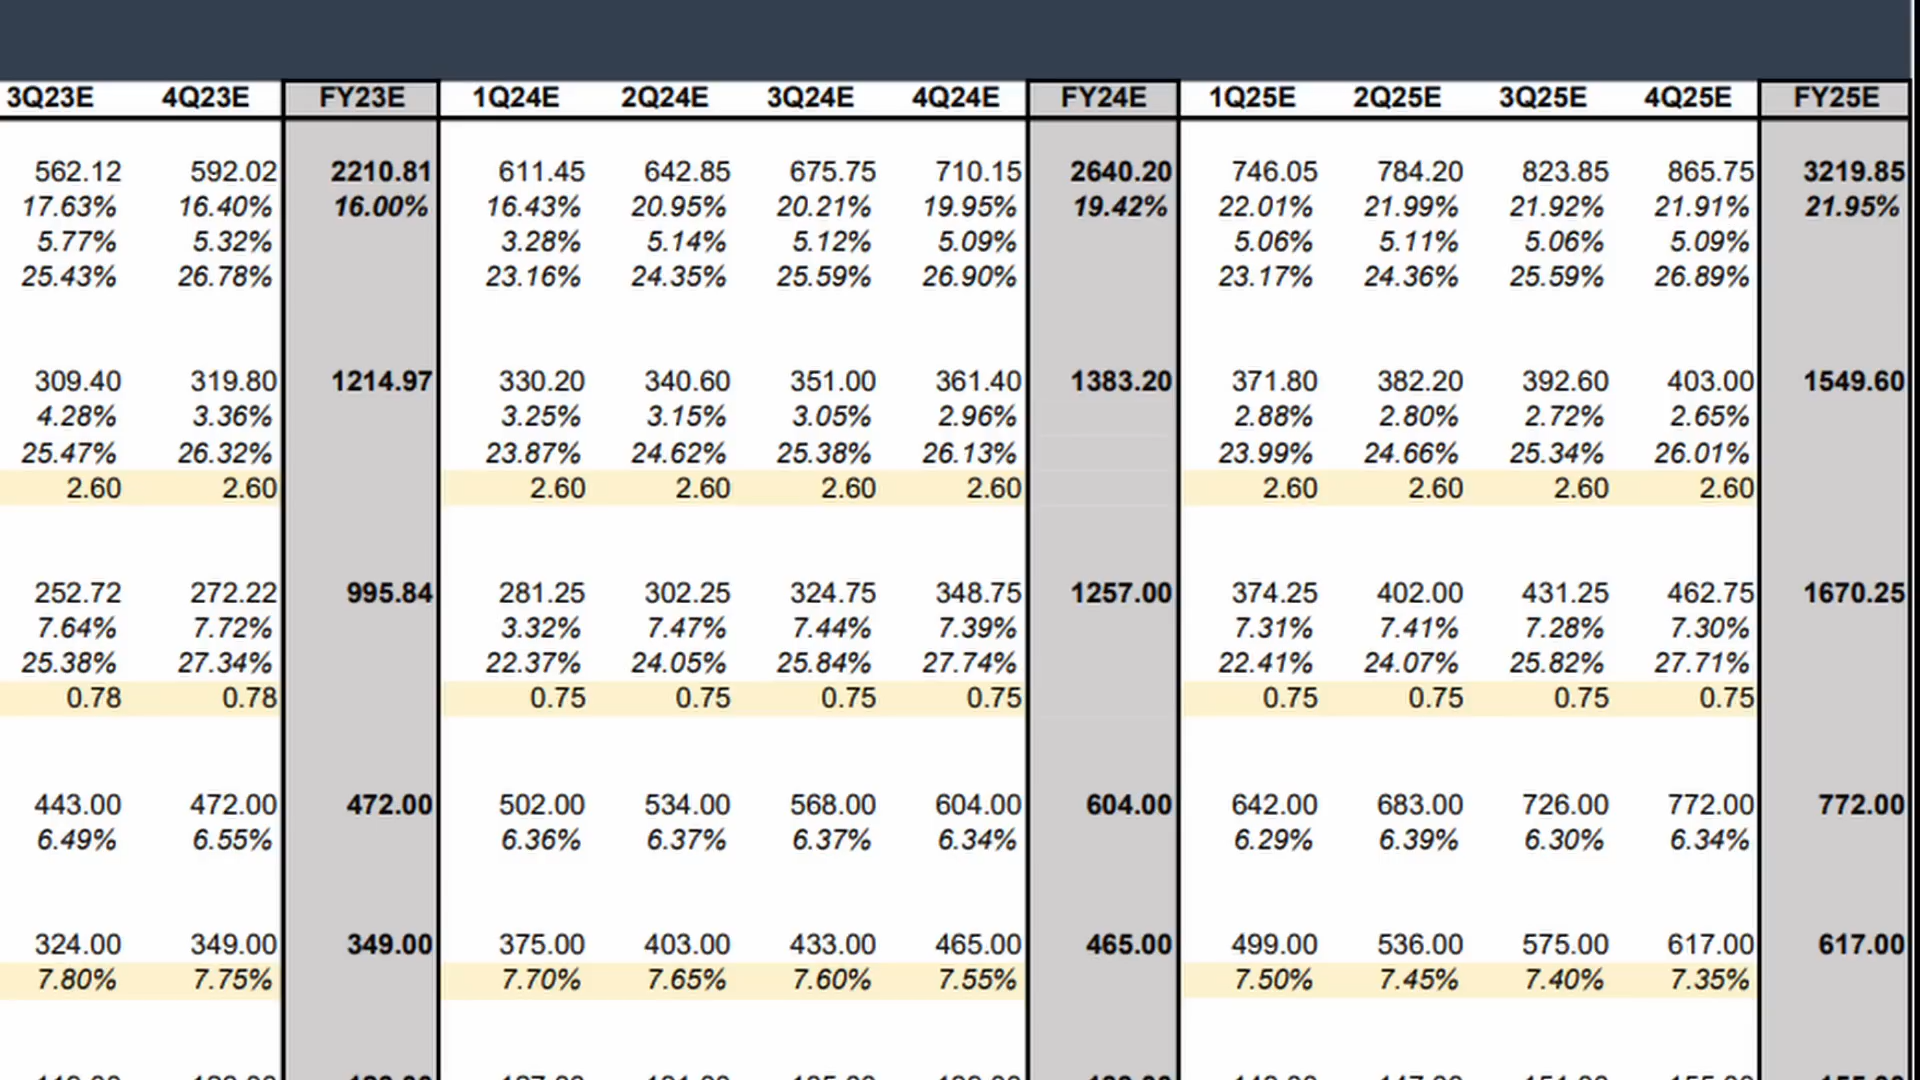 3Q23E 4Q23E FY23E 1Q24E 2Q24E 3Q24E 4Q24E FY24E 1Q25E 2Q25E 3Q25E 4Q25E FY25E
562.12 592.02 2210.81 611.45 642.85 675.75 710.15 2640.20 746.05 784.20 823.85 865.75 3219.85
17.63% 16.40% 16.00% 16.43% 20.95% 20.21% 19.95% 19.42% 22.01% 21.99% 21.92% 21.91% 21.95%
5.77% 5.32% 3.28% 5.14% 5.12% 5.09% 5.06% 5.11% 5.06% 5.09%
25.43% 26.78% 23.16% 24.35% 25.59% 26.90% 23.17% 24.36% 25.59% 26.89%
309.40 319.80 1214.97 330.20 340.60 351.00 361.40 1383.20 371.80 382.20 392.60 403.00 1549.60
4.28% 3.36% 3.25% 3.15% 3.05% 2.96% 2.88% 2.80% 2.72% 2.65%
25.47% 26.32% 23.87% 24.62% 25.38% 26.13% 23.99% 24.66% 25.34% 26.01%
2.60 2.60 2.60 2.60 2.60 2.60 2.60 2.60 2.60 2.60
252.72 272.22 995.84 281.25 302.25 324.75 348.75 1257.00 374.25 402.00 431.25 462.75 1670.25
7.64% 7.72% 3.32% 7.47% 7.44% 7.39% 7.31% 7.41% 7.28% 7.30%
25.38% 27.34% 22.37% 24.05% 25.84% 27.74% 22.41% 24.07% 25.82% 27.71%
0.78 0.78 0.75 0.75 0.75 0.75 0.75 0.75 0.75 0.75
443.00 472.00 472.00 502.00 534.00 568.00 604.00 604.00 642.00 683.00 726.00 772.00 772.00
6.49% 6.55% 6.36% 6.37% 6.37% 6.34% 6.29% 6.39% 6.30% 6.34%
324.00 349.00 349.00 375.00 403.00 433.00 465.00 465.00 499.00 536.00 575.00 617.00 617.00
7.80% 7.75% 7.70% 7.65% 7.60% 7.55% 7.50% 7.45% 7.40% 7.35%